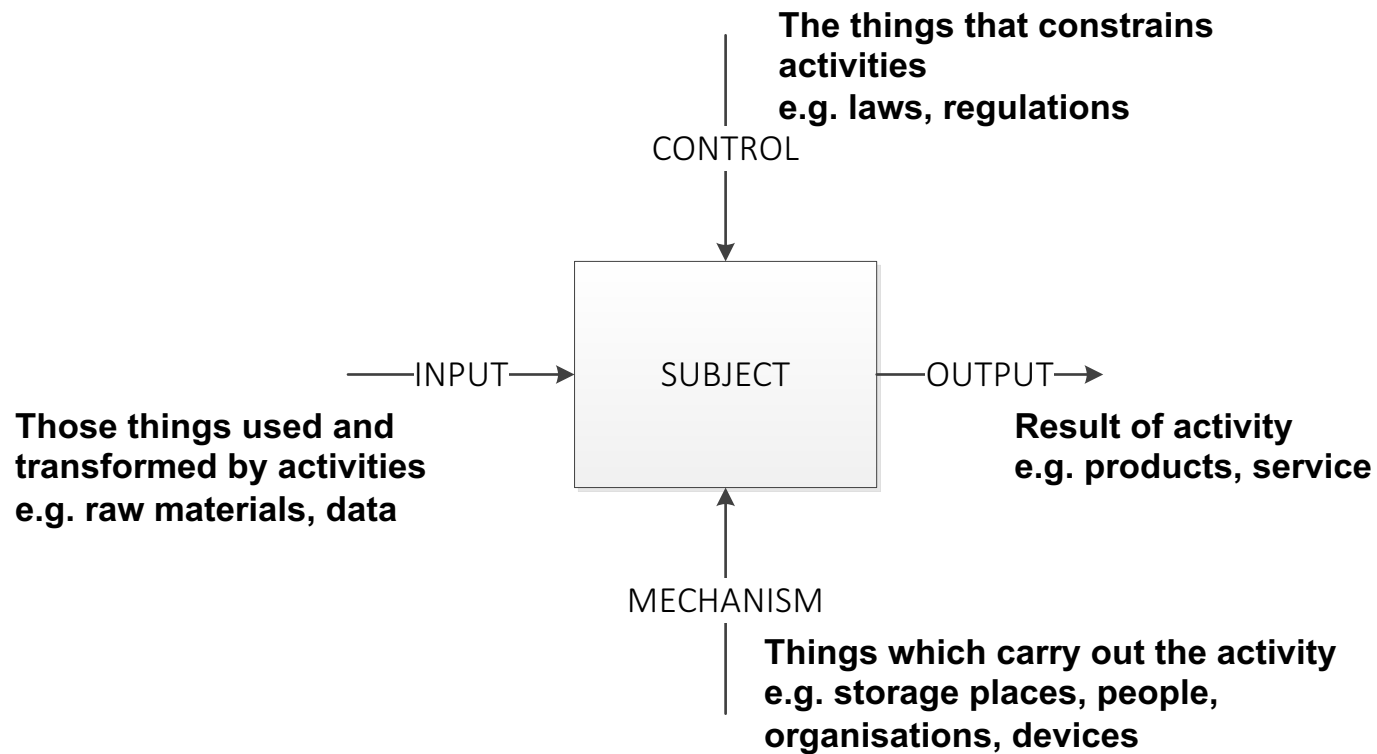 The things that constrains
activities
e.g. laws, regulations
CONTROL
INPUT
SUBJECT
OUTPUT
Those things used and
transformed by activities
e.g. raw materials, data
Result of activity
e.g. products, service
MECHANISM
Things which carry out the activity
e.g. storage places, people,
organisations, devices